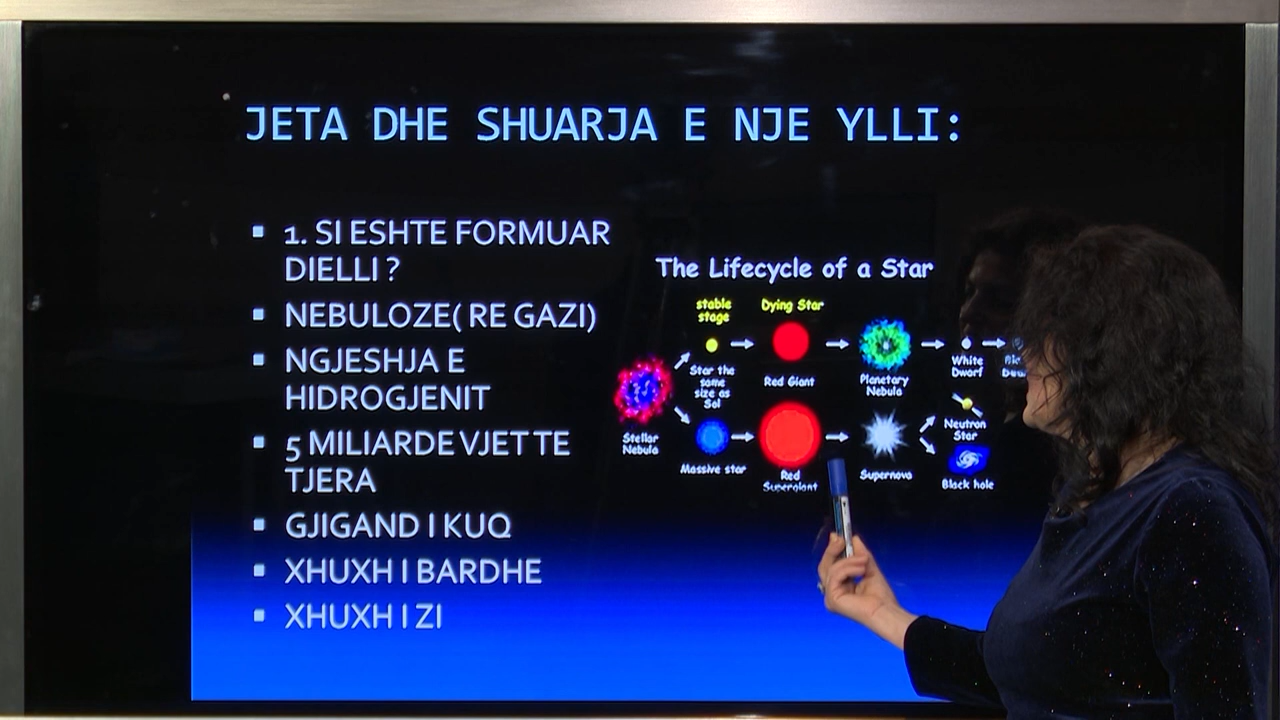 JETA DHE SHUARJA E NJE YLLI:
1. SI ESHTE FORMUAR
DIELLI ?
NEBULOZE( RE GAZI)
NGJESHJA E
HIDROGJENIT
5 MILIARDE VJET TE
TJERA
GJIGAND I KUQ
XHUXH I BARDHE
XHUXH I ZI
The Lifecycle of a Star
stable
stage
Dying Star
Star the
same
size as
Sol
Red Giant
Planetary
Nebula
White
Dwarf
Stellar
Nebula
Massive star
Red
Supergiant
Supernova
Neutron
Star
Black hole